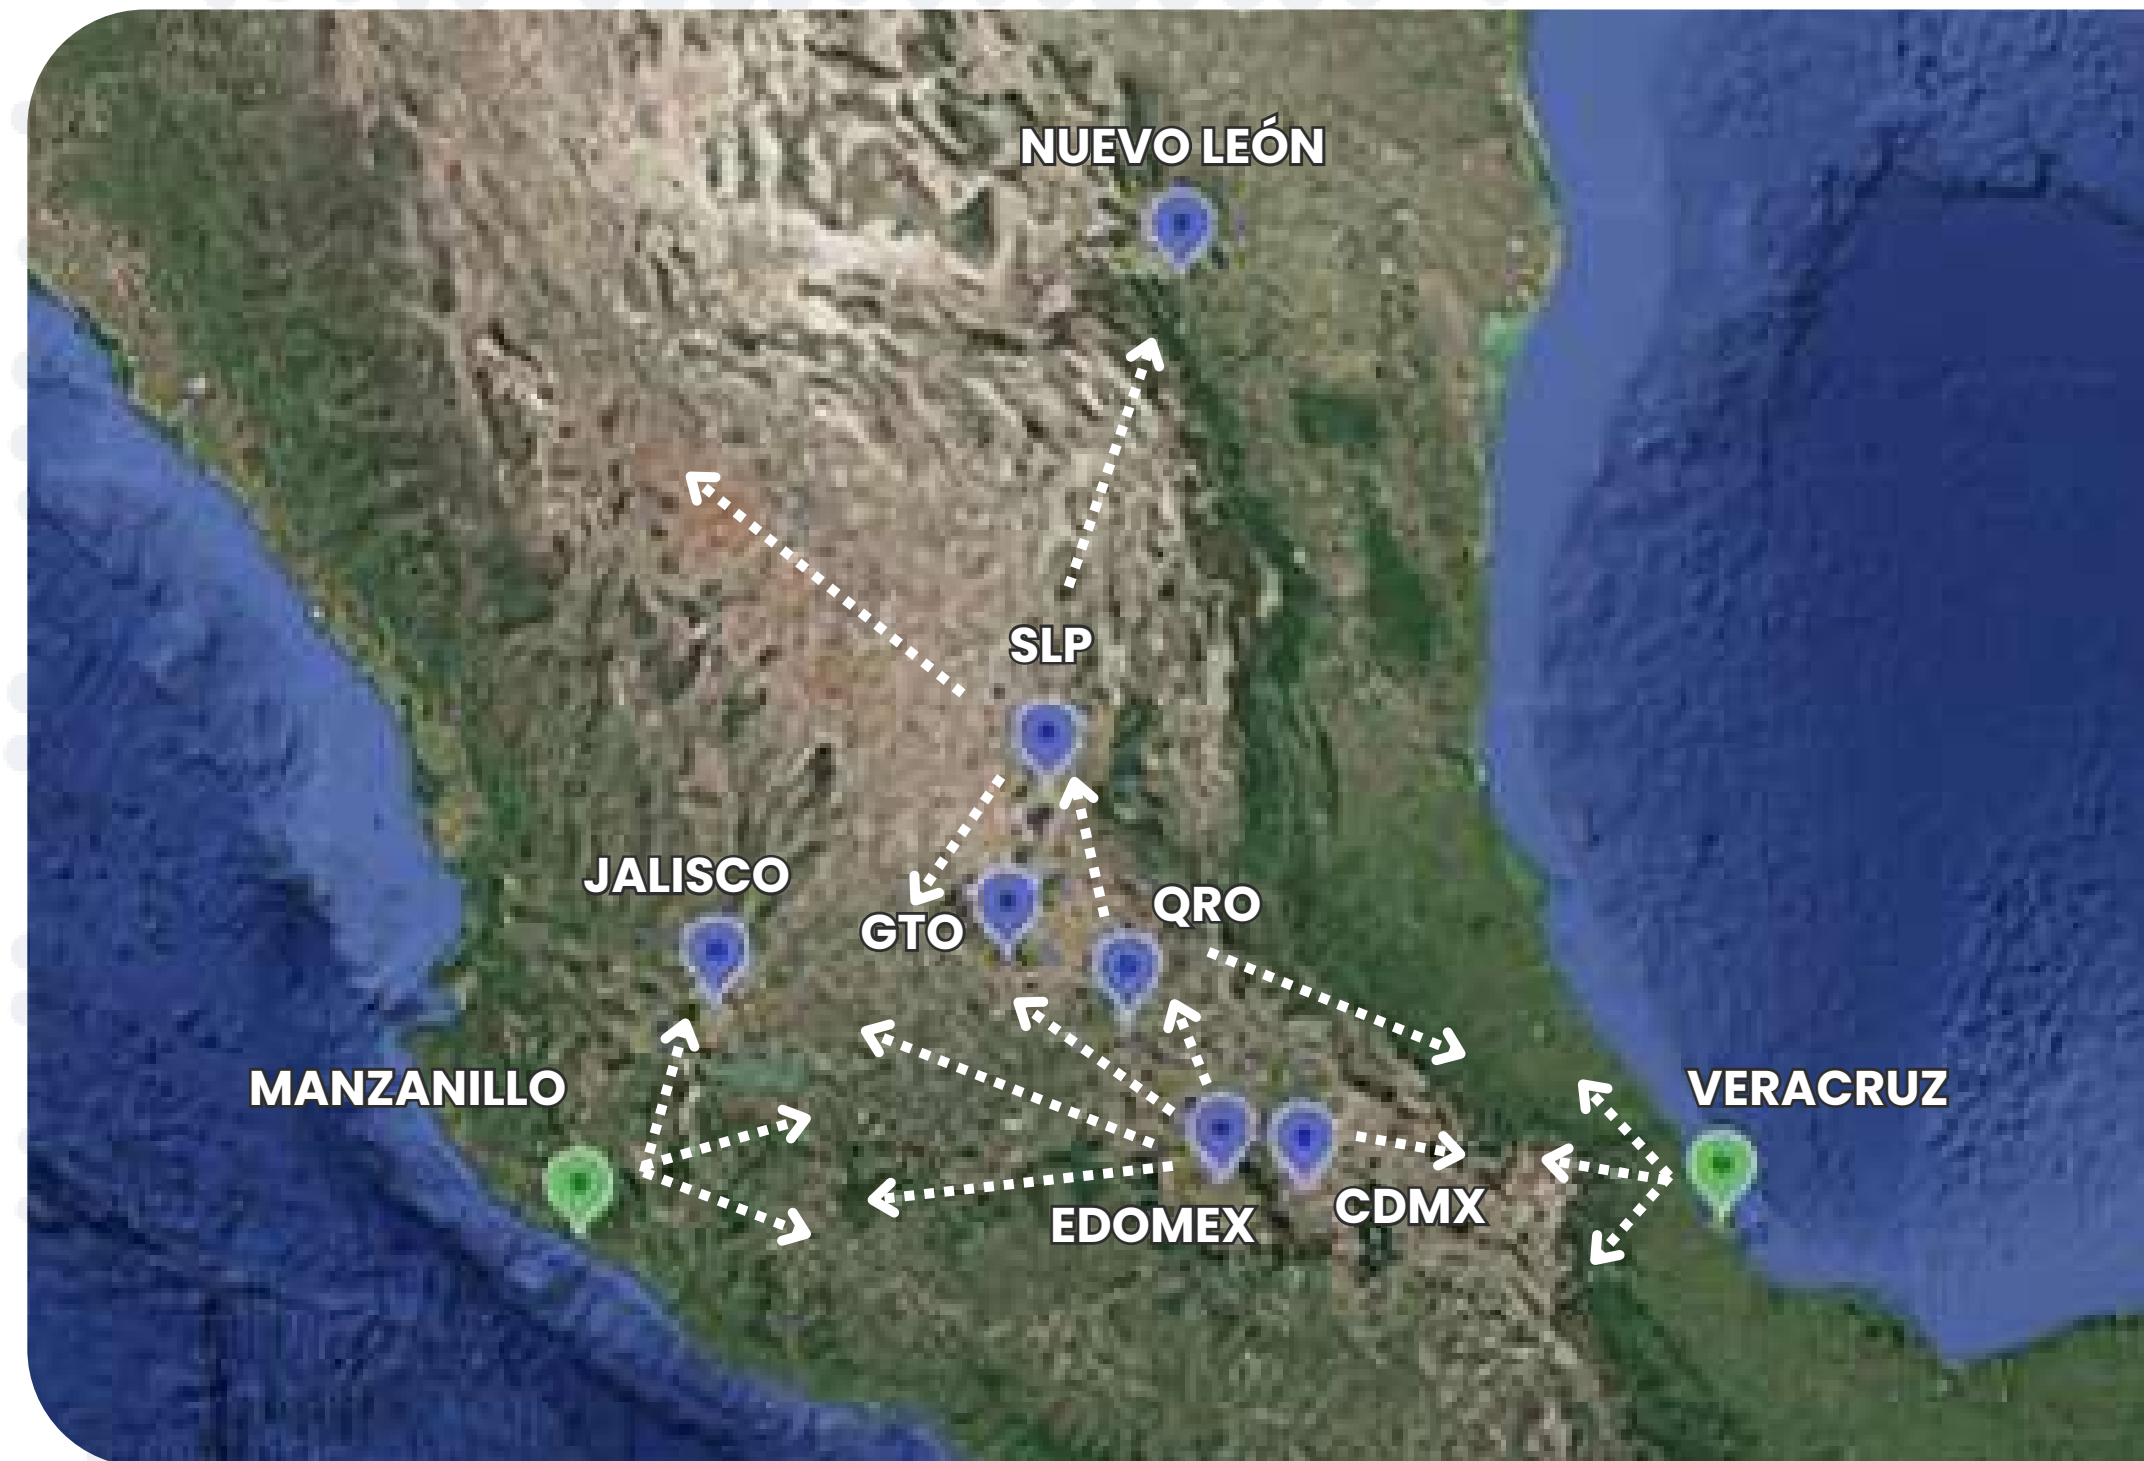 NUEVO LEÓN
SLP
JALISCO
QRO
GTO
MANZANILLO
VERACRUZ
CDMX
EDOMEX